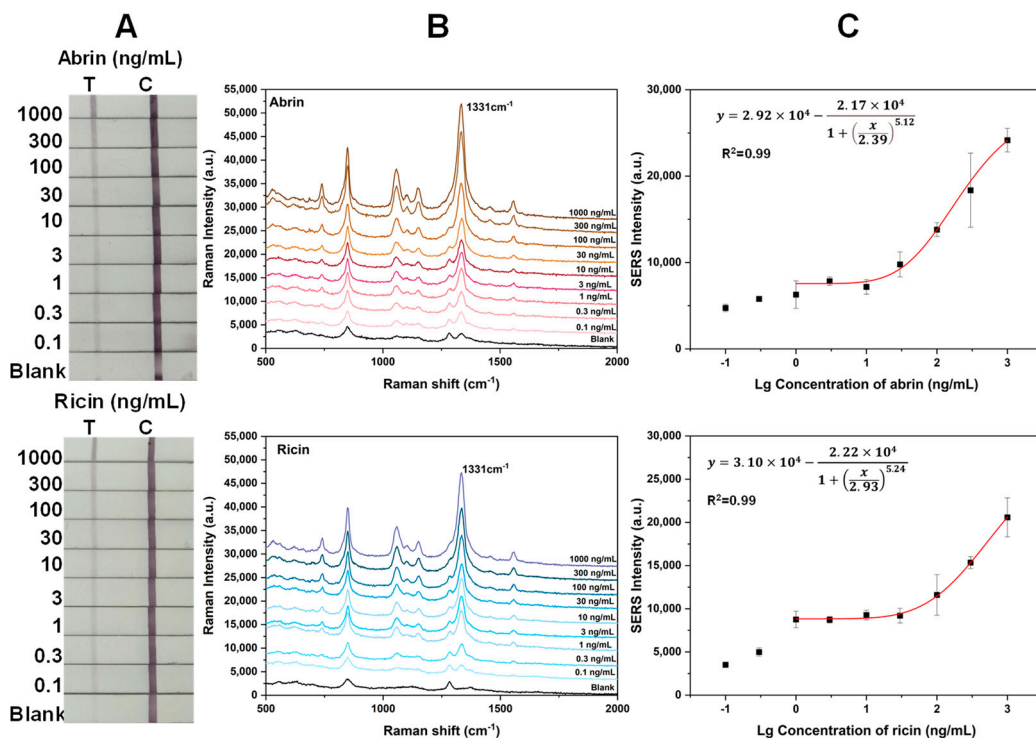 A
Abrin (ng/mL)
T C
1000
300
100
30
10
3
1
0.3
0.1
Blank
Ricin (ng/mL)
T C
1000
300
100
30
10
3
1
0.3
0.1
Blank
B
55,000
50,000
45,000
40,000
35,000
30,000
25,000
20,000
15,000
10,000
5,000
0
Raman Intensity (a.u.)
Abrin
1331cm⁻¹
1000 ng/mL
300 ng/mL
100 ng/mL
30 ng/mL
10 ng/mL
3 ng/mL
1 ng/mL
0.3 ng/mL
0.1 ng/mL
Blank
500 1000 1500 2000
Raman shift (cm⁻¹)
55,000
50,000
45,000
40,000
35,000
30,000
25,000
20,000
15,000
10,000
5,000
0
Raman Intensity (a.u.)
Ricin
1331cm⁻¹
1000 ng/mL
300 ng/mL
100 ng/mL
30 ng/mL
10 ng/mL
3 ng/mL
1 ng/mL
0.3 ng/mL
0.1 ng/mL
Blank
500 1000 1500 2000
Raman shift (cm⁻¹)
C
30,000
25,000
20,000
15,000
10,000
5,000
0
SERS Intensity (a.u.)
y = 2.92 × 10⁴ − 2.17 × 10⁴ / 1 + (x / 2.39)^5.12
R²=0.99
-1 0 1 2 3
Lg Concentration of abrin (ng/mL)
30,000
25,000
20,000
15,000
10,000
5,000
0
SERS Intensity (a.u.)
y = 3.10 × 10⁴ − 2.22 × 10⁴ / 1 + (x / 2.93)^5.24
R²=0.99
-1 0 1 2 3
Lg Concentration of ricin (ng/mL)